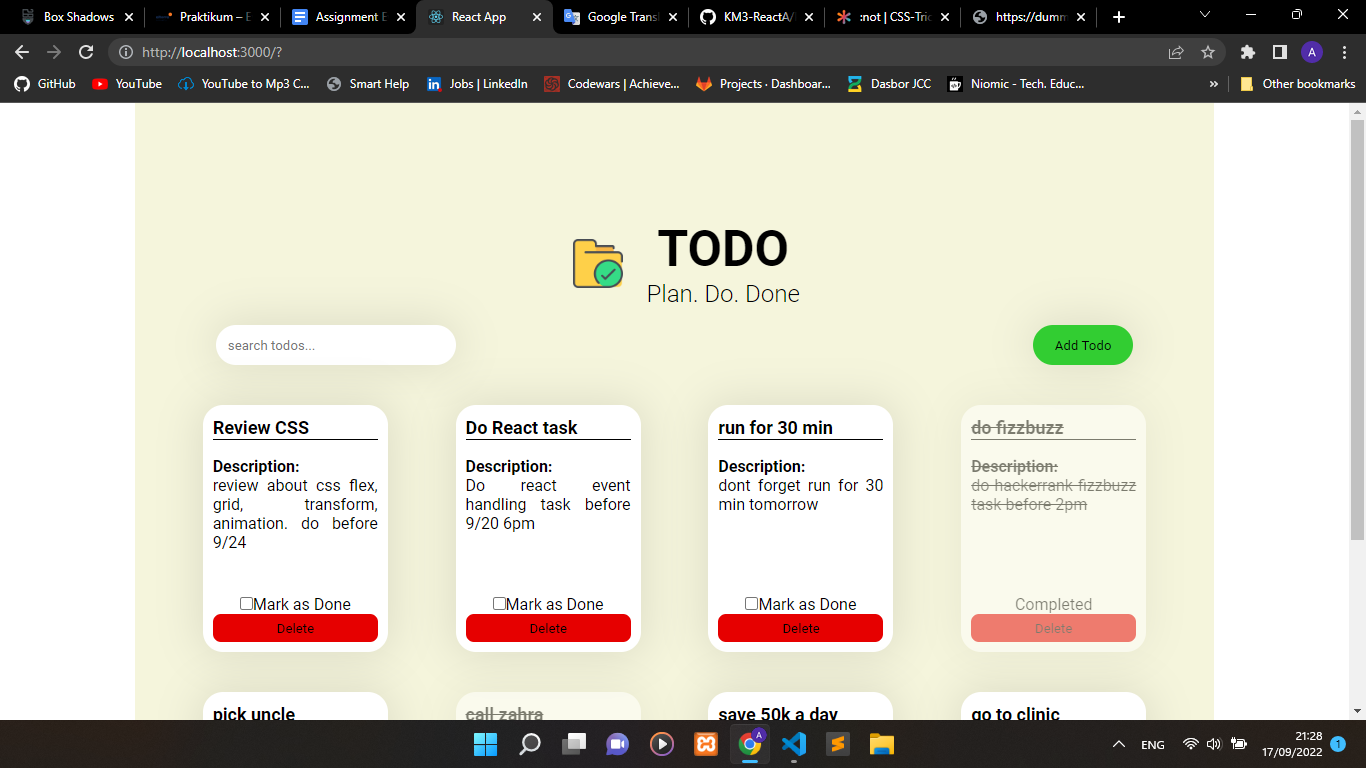 Box Shadows
Praktikum – E
Assignment E
React App
Google Trans
KM3-ReactA/
:not | CSS-Tric
https://dumm
http://localhost:3000/?
A
GitHub
YouTube
YouTube to Mp3 C...
Smart Help
Jobs | LinkedIn
Codewars | Achieve...
Projects · Dashboar...
Dasbor JCC
Niomic - Tech. Educ...
»
Other bookmarks
TODO
Plan. Do. Done
search todos...
Add Todo
Review CSS
Description:
review about css flex,
grid, transform,
animation. do before
9/24
Mark as Done
Delete
Do React task
Description:
Do react event
handling task before
9/20 6pm
Mark as Done
Delete
run for 30 min
Description:
dont forget run for 30
min tomorrow
Mark as Done
Delete
do fizzbuzz
Description:
do hackerrank fizzbuzz
task before 2pm
Completed
Delete
pick uncle
call zahra
save 50k a day
go to clinic
A
ENG
21:28
17/09/2022
1